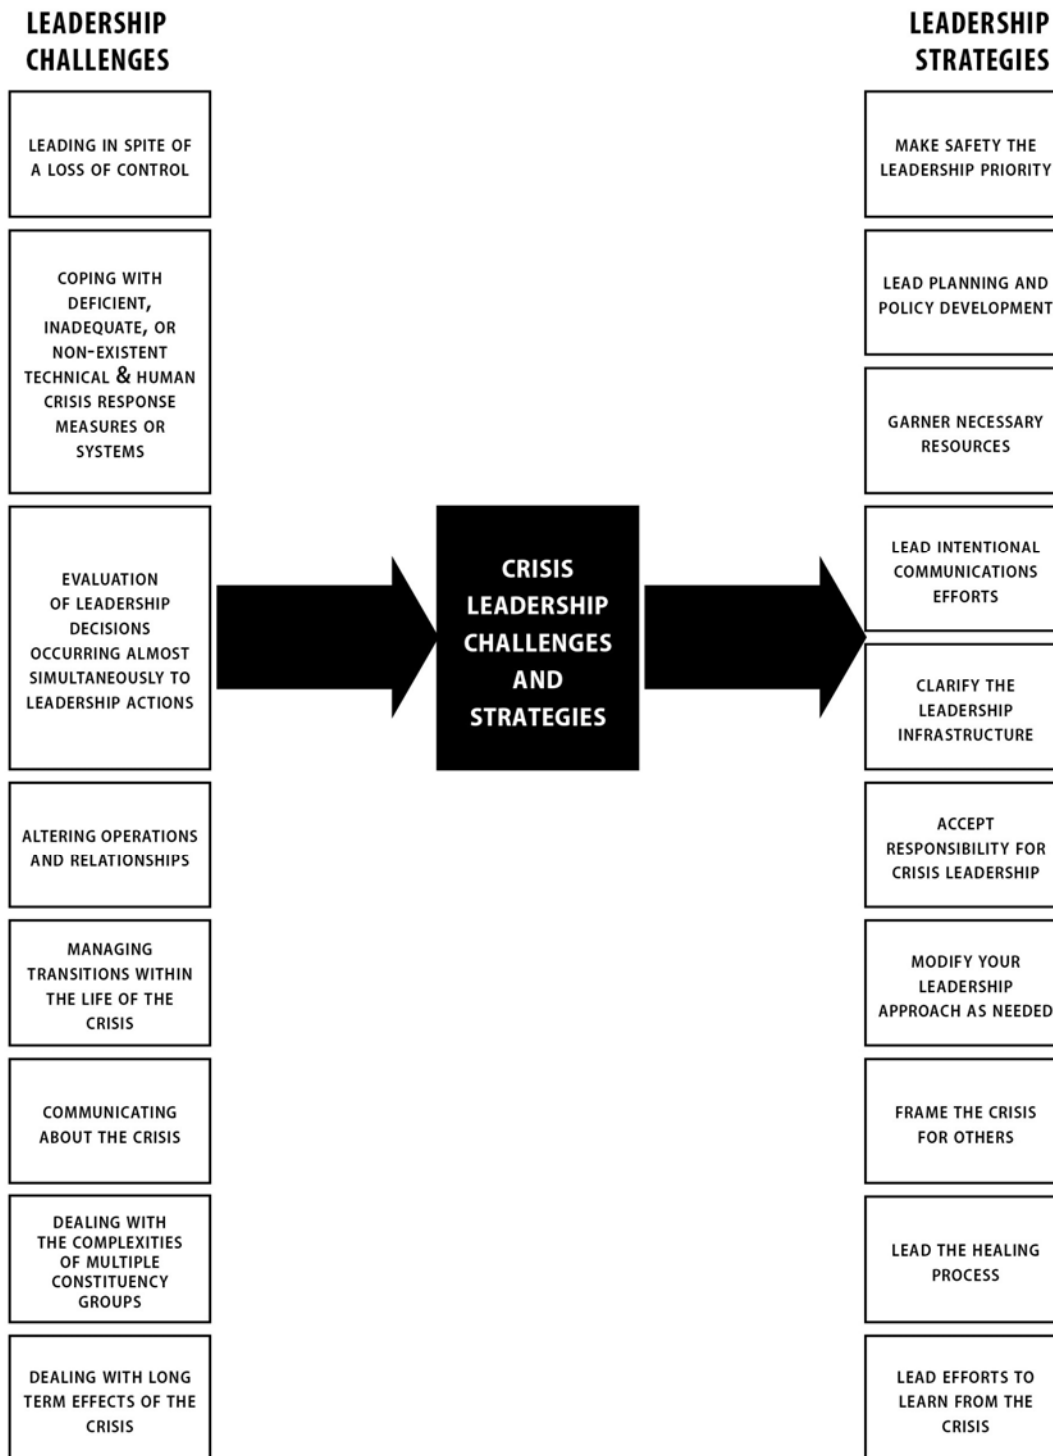 LEADERSHIP
CHALLENGES
LEADING IN SPITE OF
A LOSS OF CONTROL
COPING WITH
DEFICIENT,
INADEQUATE, OR
NON-EXISTENT
TECHNICAL & HUMAN
CRISIS RESPONSE
MEASURES OR
SYSTEMS
EVALUATION
OF LEADERSHIP
DECISIONS
OCCURRING ALMOST
SIMULTANEOUSLY TO
LEADERSHIP ACTIONS
ALTERING OPERATIONS
AND RELATIONSHIPS
MANAGING
TRANSITIONS WITHIN
THE LIFE OF THE
CRISIS
COMMUNICATING
ABOUT THE CRISIS
DEALING WITH
THE COMPLEXITIES
OF MULTIPLE
CONSTITUENCY
GROUPS
DEALING WITH LONG
TERM EFFECTS OF THE
CRISIS
CRISIS
LEADERSHIP
CHALLENGES
AND
STRATEGIES
LEADERSHIP
STRATEGIES
MAKE SAFETY THE
LEADERSHIP PRIORITY
LEAD PLANNING AND
POLICY DEVELOPMENT
GARNER NECESSARY
RESOURCES
LEAD INTENTIONAL
COMMUNICATIONS
EFFORTS
CLARIFY THE
LEADERSHIP
INFRASTRUCTURE
ACCEPT
RESPONSIBILITY FOR
CRISIS LEADERSHIP
MODIFY YOUR
LEADERSHIP
APPROACH AS NEEDED
FRAME THE CRISIS
FOR OTHERS
LEAD THE HEALING
PROCESS
LEAD EFFORTS TO
LEARN FROM THE
CRISIS